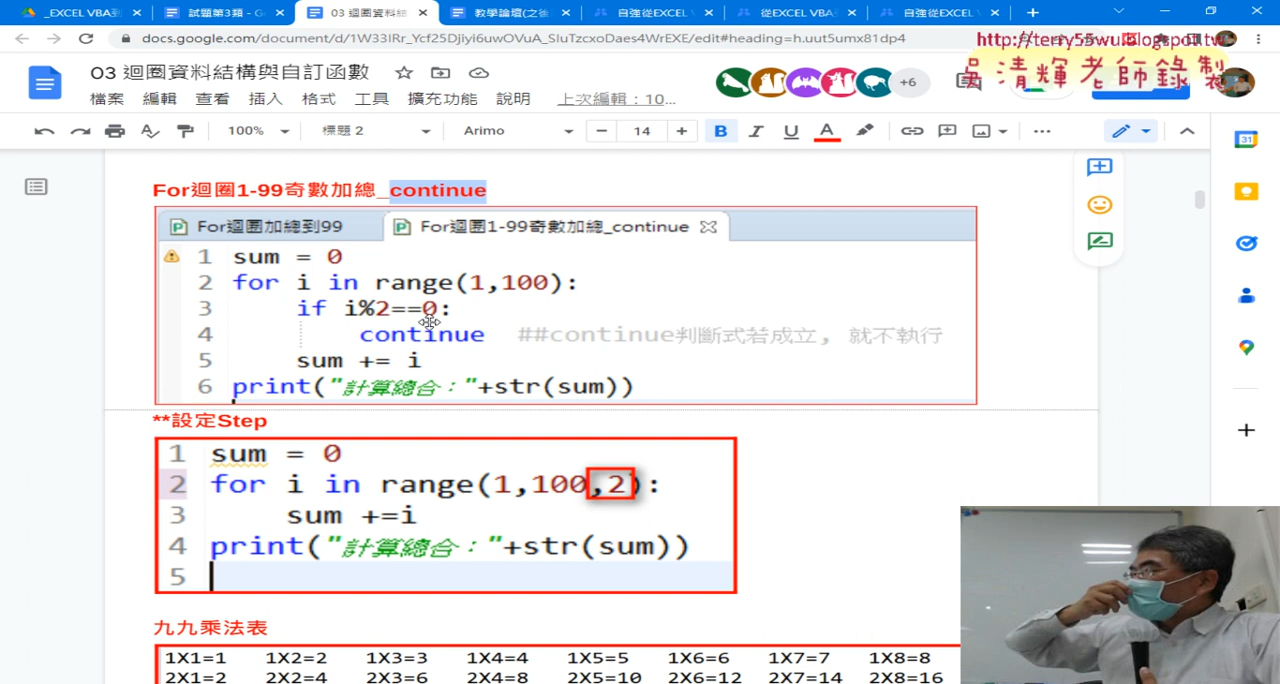 _EXCEL VBA到
試題第3類 - G
03 迴圈資料結
教學論壇(之後
自強從EXCEL
從EXCEL VBA
自強從EXCEL
docs.google.com/document/d/1W33IRr_Ycf25Djiyi6uwOVuA_SIuTzcxoDaes4WrEXE/edit#heading=h.uut5umx81dp4
http://terry55wu.blogspot.tw
吳清輝老師錄製
03 迴圈資料結構與自訂函數
+6
檔案 編輯 查看 插入 格式 工具 擴充功能 說明 上次編輯：10...
100% 標題 2 Arimo 14 B I U A
31
For迴圈1-99奇數加總_continue
For迴圈加總到99 For迴圈1-99奇數加總_continue
1 sum = 0
2 for i in range(1,100):
3 if i%2==0:
4 continue ##continue判斷式若成立, 就不執行
5 sum += i
6 print("計算總合："+str(sum))
**設定Step
1 sum = 0
2 for i in range(1,100,2):
3 sum +=i
4 print("計算總合："+str(sum))
5
九九乘法表
1X1=1 1X2=2 1X3=3 1X4=4 1X5=5 1X6=6 1X7=7 1X8=8
2X1=2 2X2=4 2X3=6 2X4=8 2X5=10 2X6=12 2X7=14 2X8=16